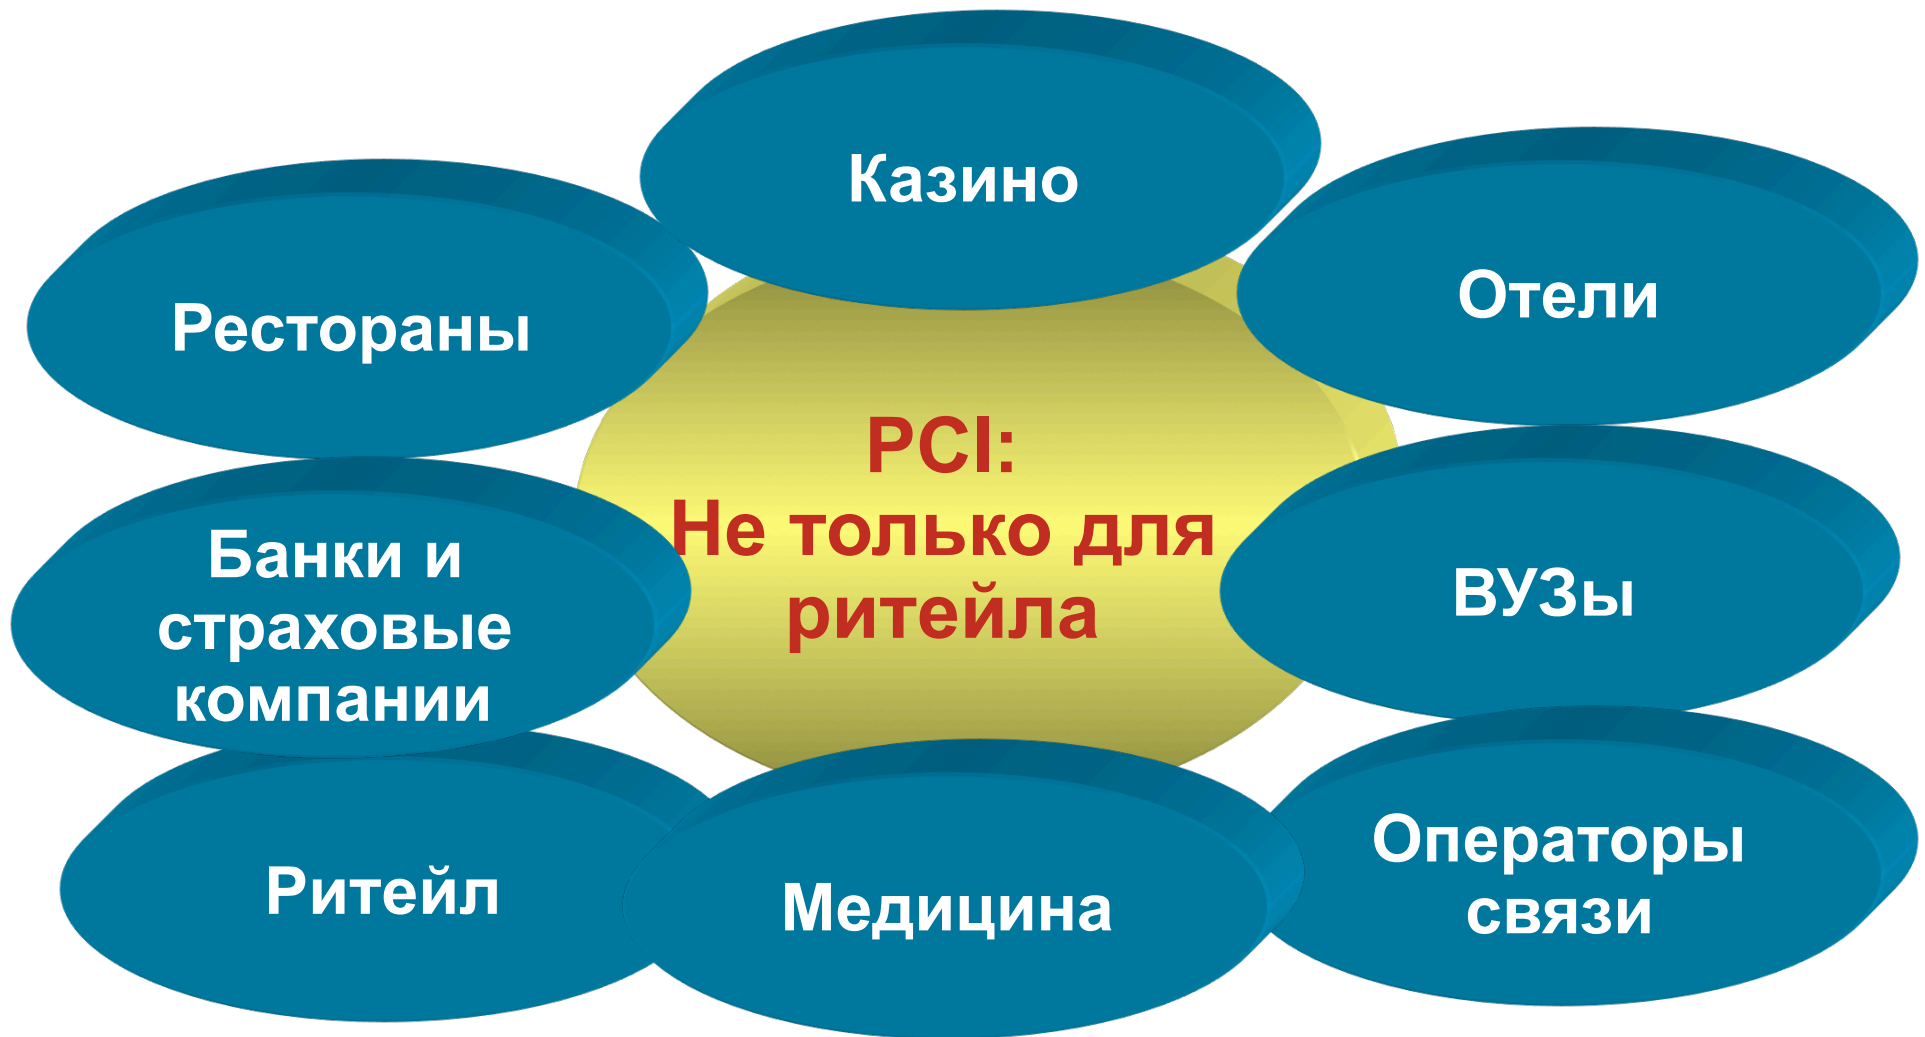 Казино
Отели
Рестораны
PCI:
Не только для
ритейла
Банки и
страховые
компании
ВУЗы
Операторы
связи
Ритейл
Медицина